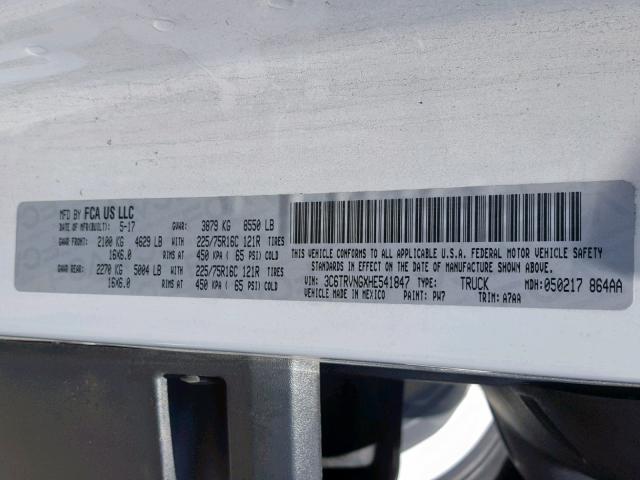 MFD BY FCA US LLC
DATE OF MFR(BUILT): 5-17 GVWR: 3879 KG 8550 LB
GAWR FRONT: 2100 KG 4629 LB WITH 225/75R16C 121R TIRES
16X6.0 RIMS AT 450 KPA ( 65 PSI) COLD
GAWR REAR: 2270 KG 5004 LB WITH 225/75R16C 121R TIRES
16X6.0 RIMS AT 450 KPA ( 65 PSI) COLD
THIS VEHICLE CONFORMS TO ALL APPLICABLE U.S.A. FEDERAL MOTOR VEHICLE SAFETY
STANDARDS IN EFFECT ON THE DATE OF MANUFACTURE SHOWN ABOVE.
VIN: 3C6TRVNGXHE541847 TYPE: TRUCK MDH: 050217 864AA
VEHICLE MADE IN MEXICO PAINT: PW7 TRIM: A7AA